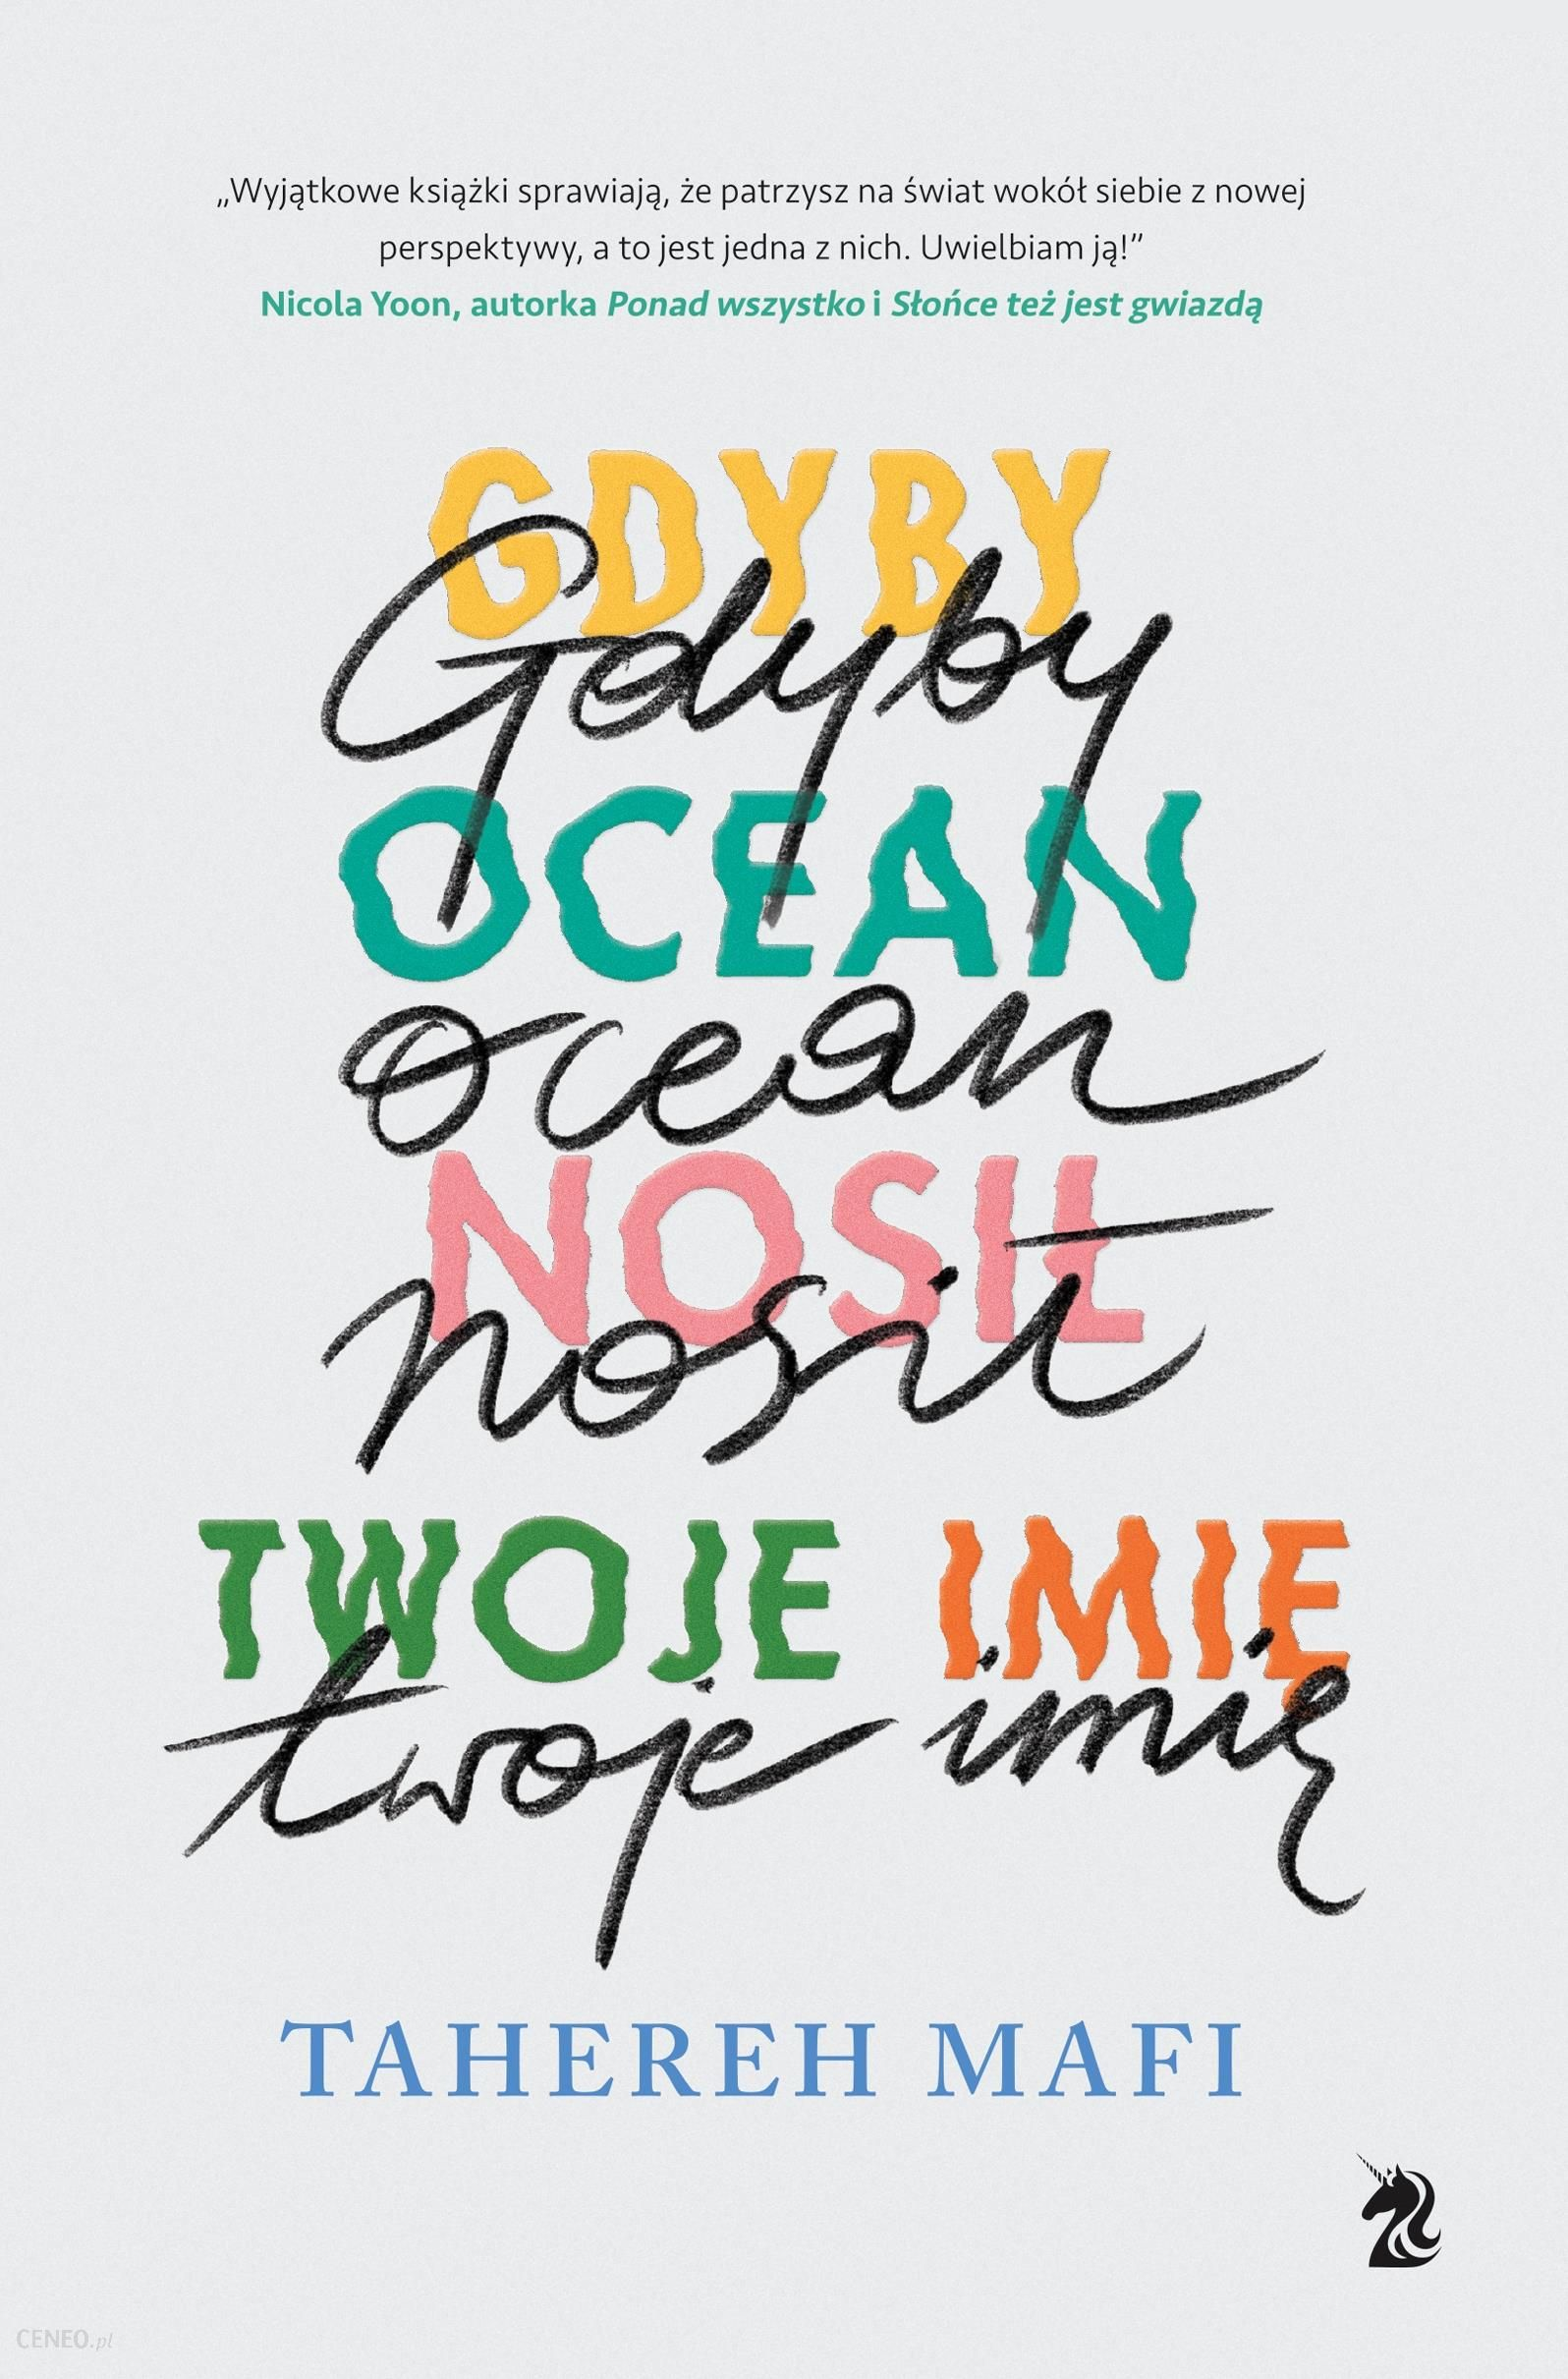 „Wyjątkowe książki sprawiają, że patrzysz na świat wokół siebie z nowej
perspektywy, a to jest jedna z nich. Uwielbiam ją!”
Nicola Yoon, autorka Ponad wszystko i Słońce też jest gwiazdą
GDYBY
Gdyby
OCEAN
ocean
NOSIŁ
nosił
TWOJE IMIĘ
twoje imię
TAHEREH MAFI
CENEO.pl